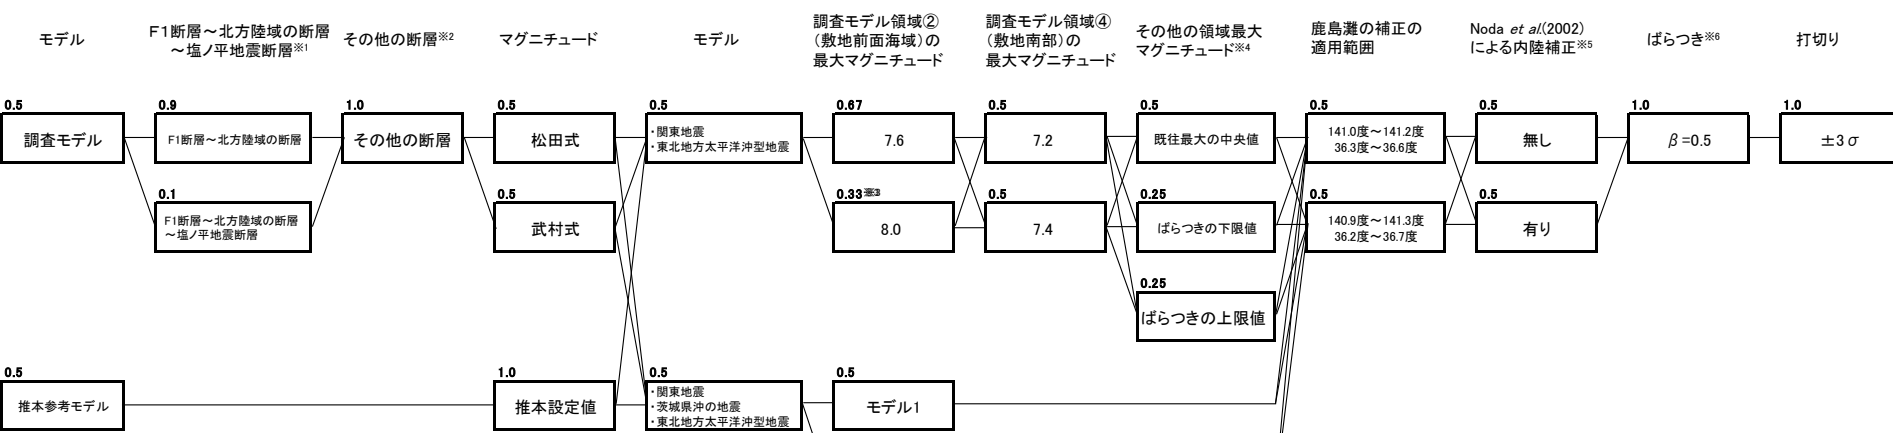 モデル
F1断層～北方陸域の断層
～塩ノ平地震断層※1
その他の断層※2
マグニチュード
モデル
調査モデル領域②
(敷地前面海域)の
最大マグニチュード
調査モデル領域④
(敷地南部)の
最大マグニチュード
その他の領域最大
マグニチュード※4
鹿島灘の補正の
適用範囲
Noda et al.(2002)
による内陸補正※5
ばらつき※6
打切り
0.5
調査モデル
0.9
F1断層～北方陸域の断層
1.0
その他の断層
0.5
松田式
0.5
・関東地震
・東北地方太平洋沖型地震
0.67
7.6
0.5
7.2
0.5
既往最大の中央値
0.5
141.0度～141.2度
36.3度～36.6度
0.5
無し
1.0
β=0.5
1.0
±3σ
0.1
F1断層～北方陸域の断層
～塩ノ平地震断層
0.5
武村式
0.33※3
8.0
0.5
7.4
0.25
ばらつきの下限値
0.5
140.9度～141.3度
36.2度～36.7度
0.5
有り
0.25
ばらつきの上限値
0.5
推本参考モデル
1.0
推本設定値
0.5
・関東地震
・茨城県沖の地震
・東北地方太平洋沖型地震
0.5
モデル1